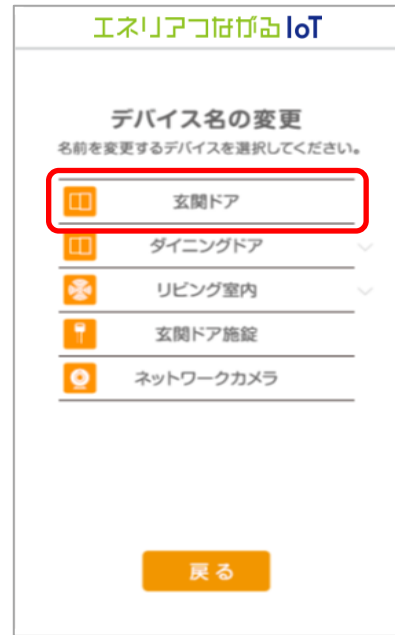 エネリアつながるIoT
デバイス名の変更
名前を変更するデバイスを選択してください。
玄関ドア
ダイニングドア
リビング室内
玄関ドア施錠
ネットワークカメラ
戻る